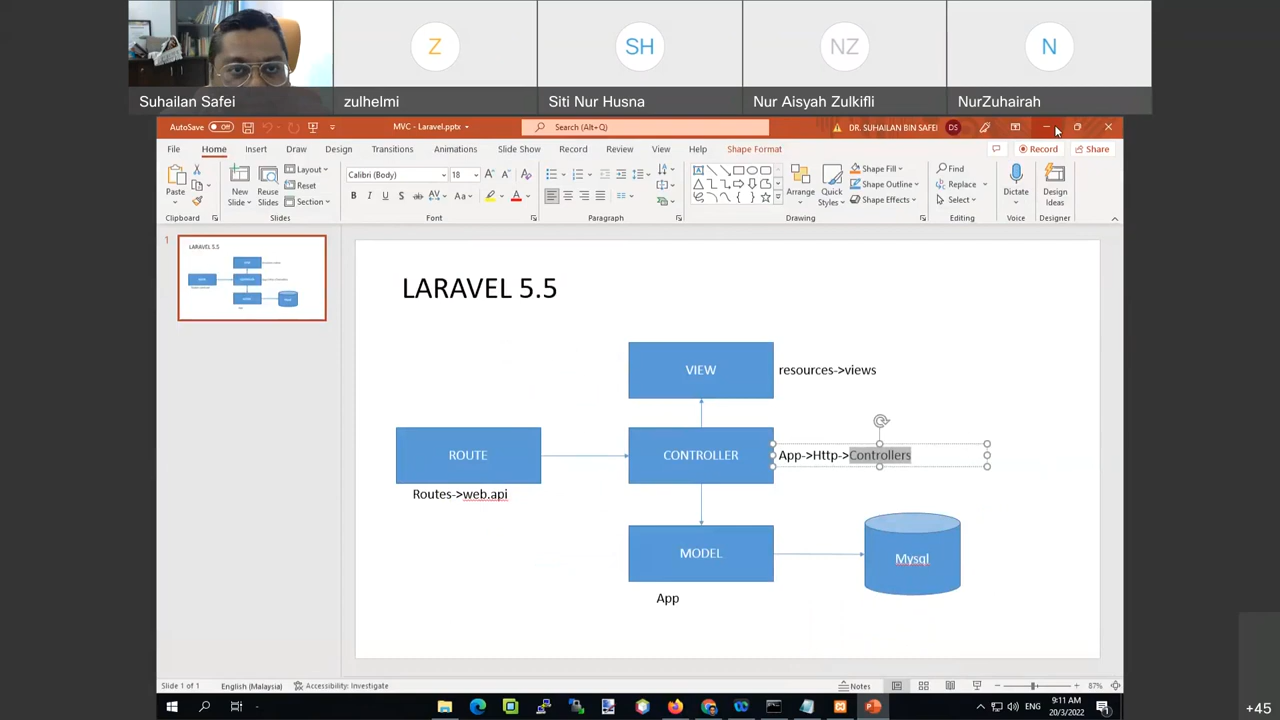 Z
SH
NZ
N
Suhailan Safei
zulhelmi
Siti Nur Husna
Nur Aisyah Zulkifli
NurZuhairah
AutoSave Off
MVC - Laravel.pptx
Search (Alt+Q)
DR. SUHAILAN BIN SAFEI
DS
File
Home
Insert
Draw
Design
Transitions
Animations
Slide Show
Record
Review
View
Help
Shape Format
Record
Share
Paste
Clipboard
New
Slide
Reuse
Slides
Layout
Reset
Section
Slides
Calibri (Body)
18
Font
Paragraph
Arrange
Quick
Styles
Shape Fill
Shape Outline
Shape Effects
Drawing
Find
Replace
Select
Editing
Dictate
Voice
Design
Ideas
Designer
1
LARAVEL 5.5
LARAVEL 5.5
VIEW
resources->views
ROUTE
CONTROLLER
App->Http->Controllers
Routes->web.api
MODEL
Mysql
App
Slide 1 of 1
English (Malaysia)
Accessibility: Investigate
Notes
87%
ENG
9:11 AM
20/3/2022
+45